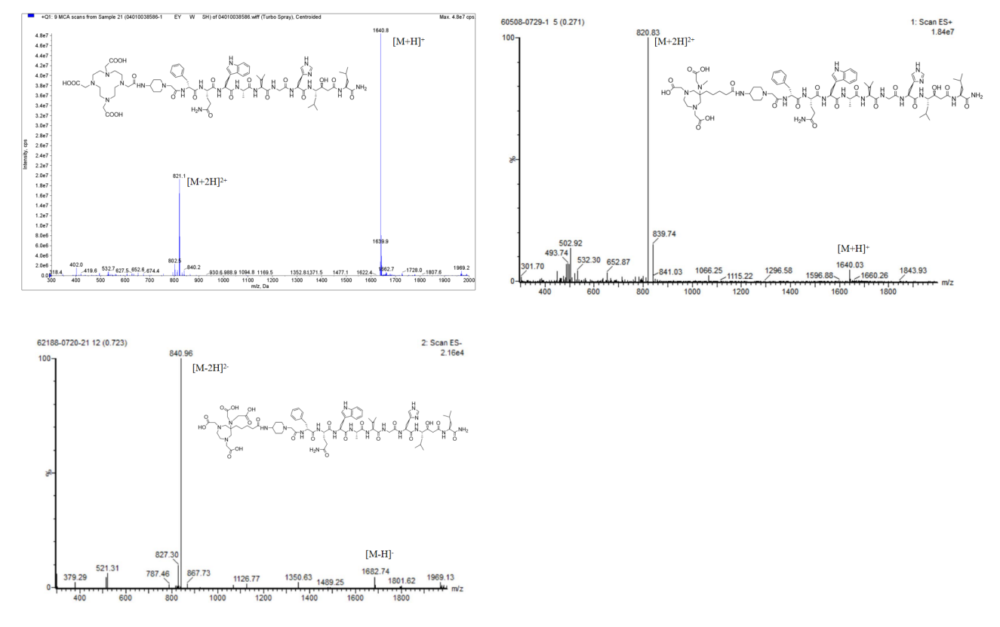 +Q1: 9 MCA scans from Sample 21 (04010038586-1 EY W SH) of 04010038586.wiff (Turbo Spray), Centroided
Max. 4.8e7 cps.
1640.8
[M+H]+
4.8e7
4.6e7
4.4e7
4.2e7
4.0e7
3.8e7
3.6e7
3.4e7
3.2e7
3.0e7
2.8e7
2.6e7
2.4e7
2.2e7
2.0e7
1.8e7
1.6e7
1.4e7
1.2e7
1.0e7
8.0e6
6.0e6
4.0e6
2.0e6
0.0
Intensity, cps
COOH
HOOC
COOH
N N N N
O
HN
N
O
N H
O
H N
H2N O
O
HN
N H
O
H N
O
N H
O
H N
O
N H
HN
N
O
H N
OH O
N H
O
NH2
821.1
[M+2H]2+
1639.9
318.4 402.0 419.6 532.7 627.5 652.6 674.4 802.5 840.2 930.6 988.9 1094.8 1169.5 1352.8 1371.5 1477.1 1622.4 1662.7 1728.0 1807.6 1969.2
300 400 500 600 700 800 900 1000 1100 1200 1300 1400 1500 1600 1700 1800 1900 2000
m/z, Da
60508-0729-1 5 (0.271)
1: Scan ES+
1.84e7
820.83
[M+2H]2+
100
%
0
839.74
502.92
493.74
532.30
652.87
301.70
841.03
1066.25
1115.22
1296.58
[M+H]+
1640.03
1596.88
1660.26
1843.93
400 600 800 1000 1200 1400 1600 1800
m/z
62188-0720-21 12 (0.723)
2: Scan ES-
2.16e4
840.96
[M-2H]2-
100
%
0
827.30
521.31
379.29
787.46
867.73
1126.77
1350.63
1489.25
[M-H]-
1682.74
1801.62
1969.13
400 600 800 1000 1200 1400 1600 1800
m/z